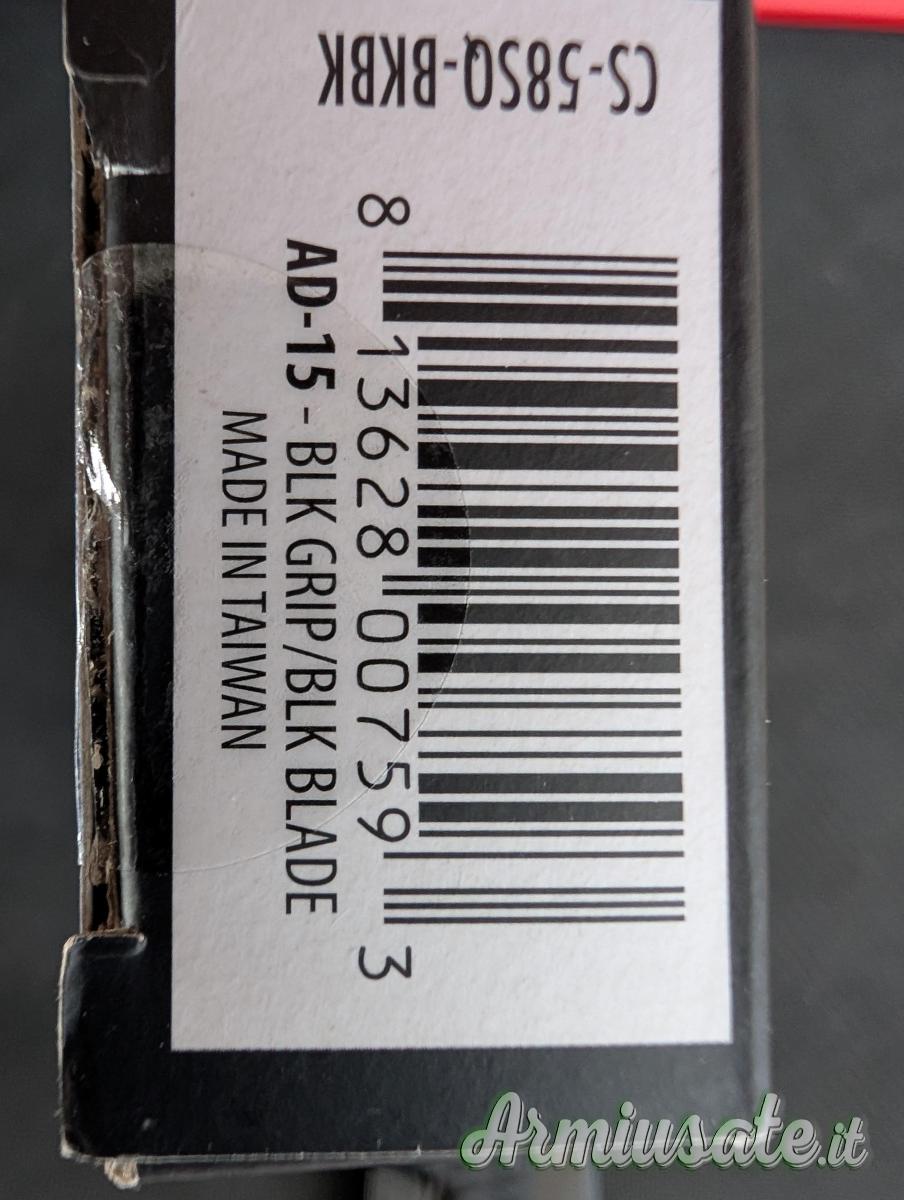 CS-58SQ-BKBK
8 13628 00759 3
AD-15 - BLK GRIP/BLK BLADE
MADE IN TAIWAN
Armiusate.it